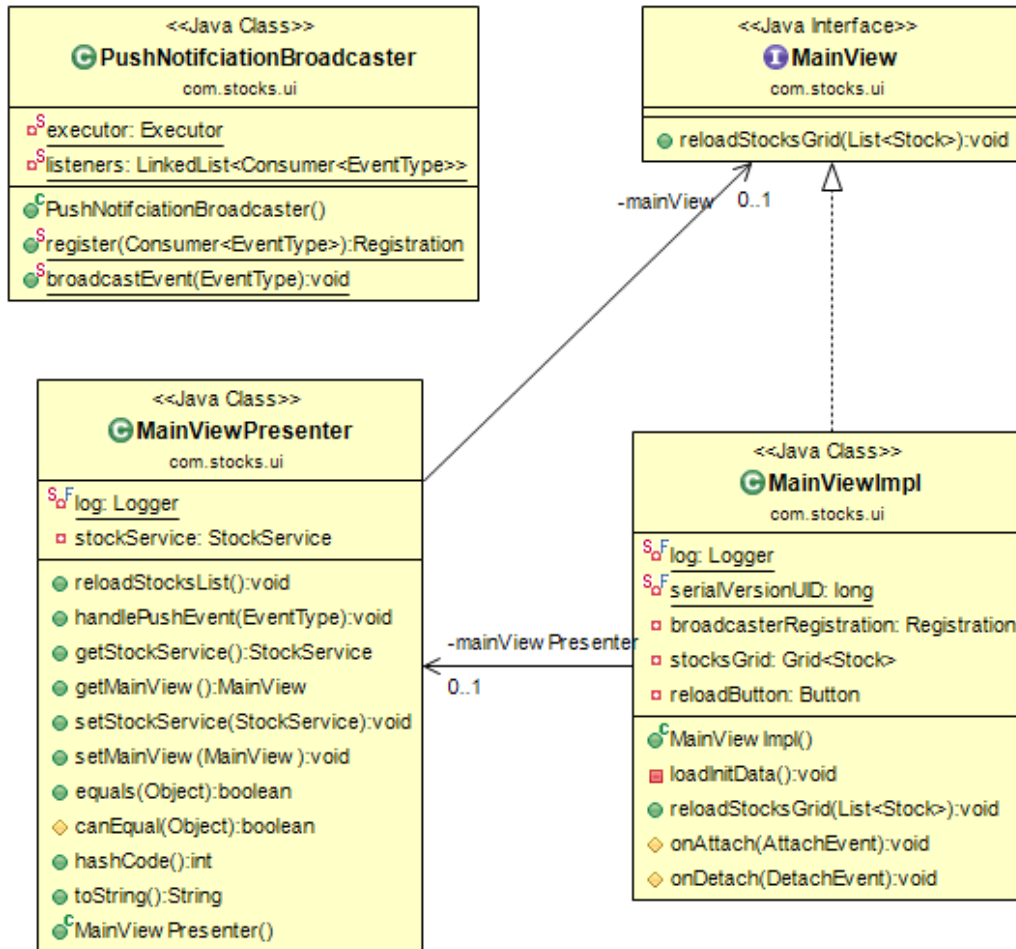 <<Java Class>>
C PushNotifciationBroadcaster
com.stocks.ui
S executor: Executor
S listeners: LinkedList<Consumer<EventType>>
C PushNotifciationBroadcaster()
S register(Consumer<EventType>):Registration
S broadcastEvent(EventType):void
<<Java Interface>>
I MainView
com.stocks.ui
reloadStocksGrid(List<Stock>):void
-mainView
0..1
<<Java Class>>
C MainViewPresenter
com.stocks.ui
S F log: Logger
stockService: StockService
reloadStocksList():void
handlePushEvent(EventType):void
getStockService():StockService
getMainView():MainView
setStockService(StockService):void
setMainView(MainView):void
equals(Object):boolean
canEqual(Object):boolean
hashCode():int
toString():String
C MainViewPresenter()
-mainViewPresenter
0..1
<<Java Class>>
C MainViewImpl
com.stocks.ui
S F log: Logger
S F serialVersionUID: long
broadcasterRegistration: Registration
stocksGrid: Grid<Stock>
reloadButton: Button
C MainViewImpl()
loadInitData():void
reloadStocksGrid(List<Stock>):void
onAttach(AttachEvent):void
onDetach(DetachEvent):void